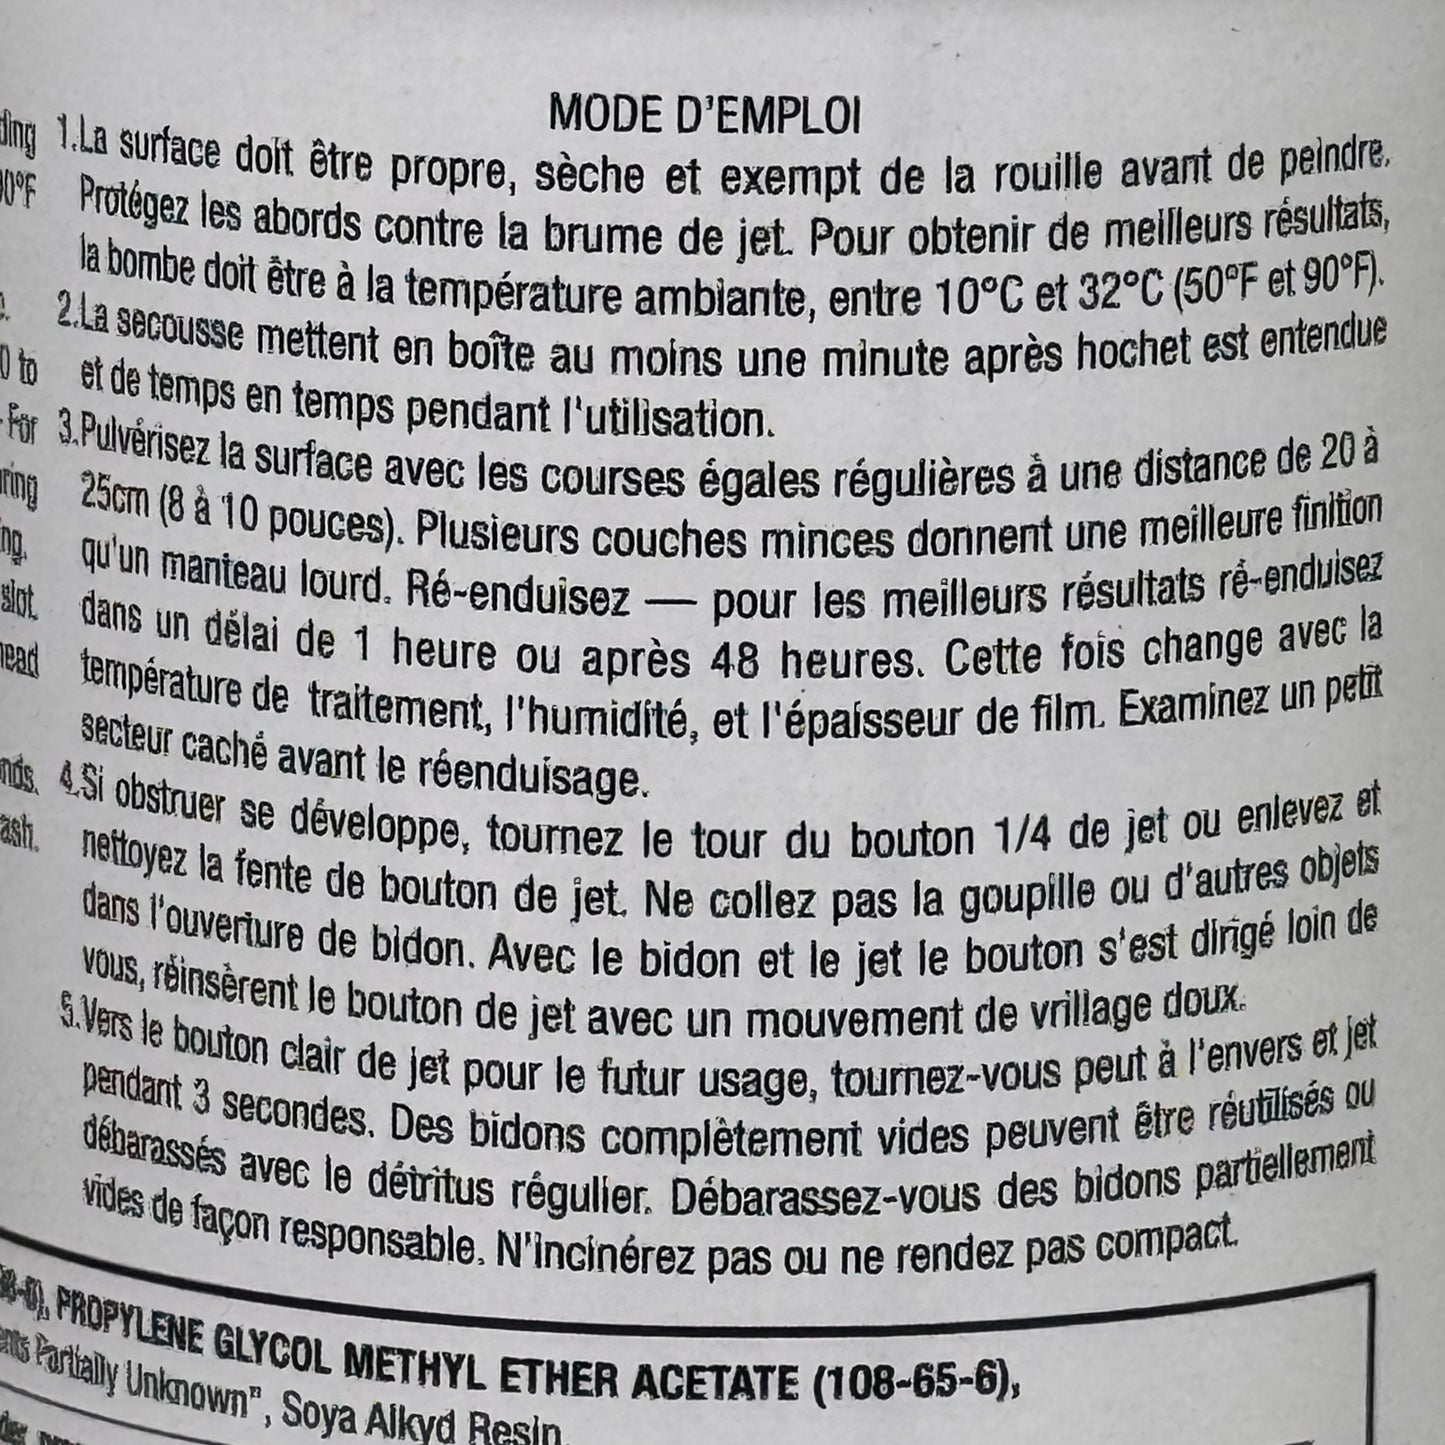 MODE D'EMPLOI
1.La surface doit être propre, sèche et exempt de la rouille avant de peindre.
Protégez les abords contre la brume de jet. Pour obtenir de meilleurs résultats,
la bombe doit être à la température ambiante, entre 10°C et 32°C (50°F et 90°F).
2.La secousse mettent en boîte au moins une minute après hochet est entendue
et de temps en temps pendant l'utilisation.
3.Pulvérisez la surface avec les courses égales régulières à une distance de 20 à
25cm (8 à 10 pouces). Plusieurs couches minces donnent une meilleure finition
qu'un manteau lourd. Ré-enduisez — pour les meilleurs résultats ré-enduisez
dans un délai de 1 heure ou après 48 heures. Cette fois change avec la
température de traitement, l'humidité, et l'épaisseur de film. Examinez un petit
secteur caché avant le réenduisage.
4.Si obstruer se développe, tournez le tour du bouton 1/4 de jet ou enlevez et
nettoyez la fente de bouton de jet. Ne collez pas la goupille ou d'autres objets
dans l'ouverture de bidon. Avec le bidon et le jet le bouton s'est dirigé loin de
vous, réinsèrent le bouton de jet avec un mouvement de vrillage doux.
5.Vers le bouton clair de jet pour le futur usage, tournez-vous peut à l'envers et jet
pendant 3 secondes. Des bidons complètement vides peuvent être réutilisés ou
débarassés avec le détritus régulier. Débarassez-vous des bidons partiellement
vides de façon responsable. N'incinérez pas ou ne rendez pas compact.
PROPYLENE GLYCOL METHYL ETHER ACETATE (108-65-6),
Partially Unknown", Soya Alkyd Resin